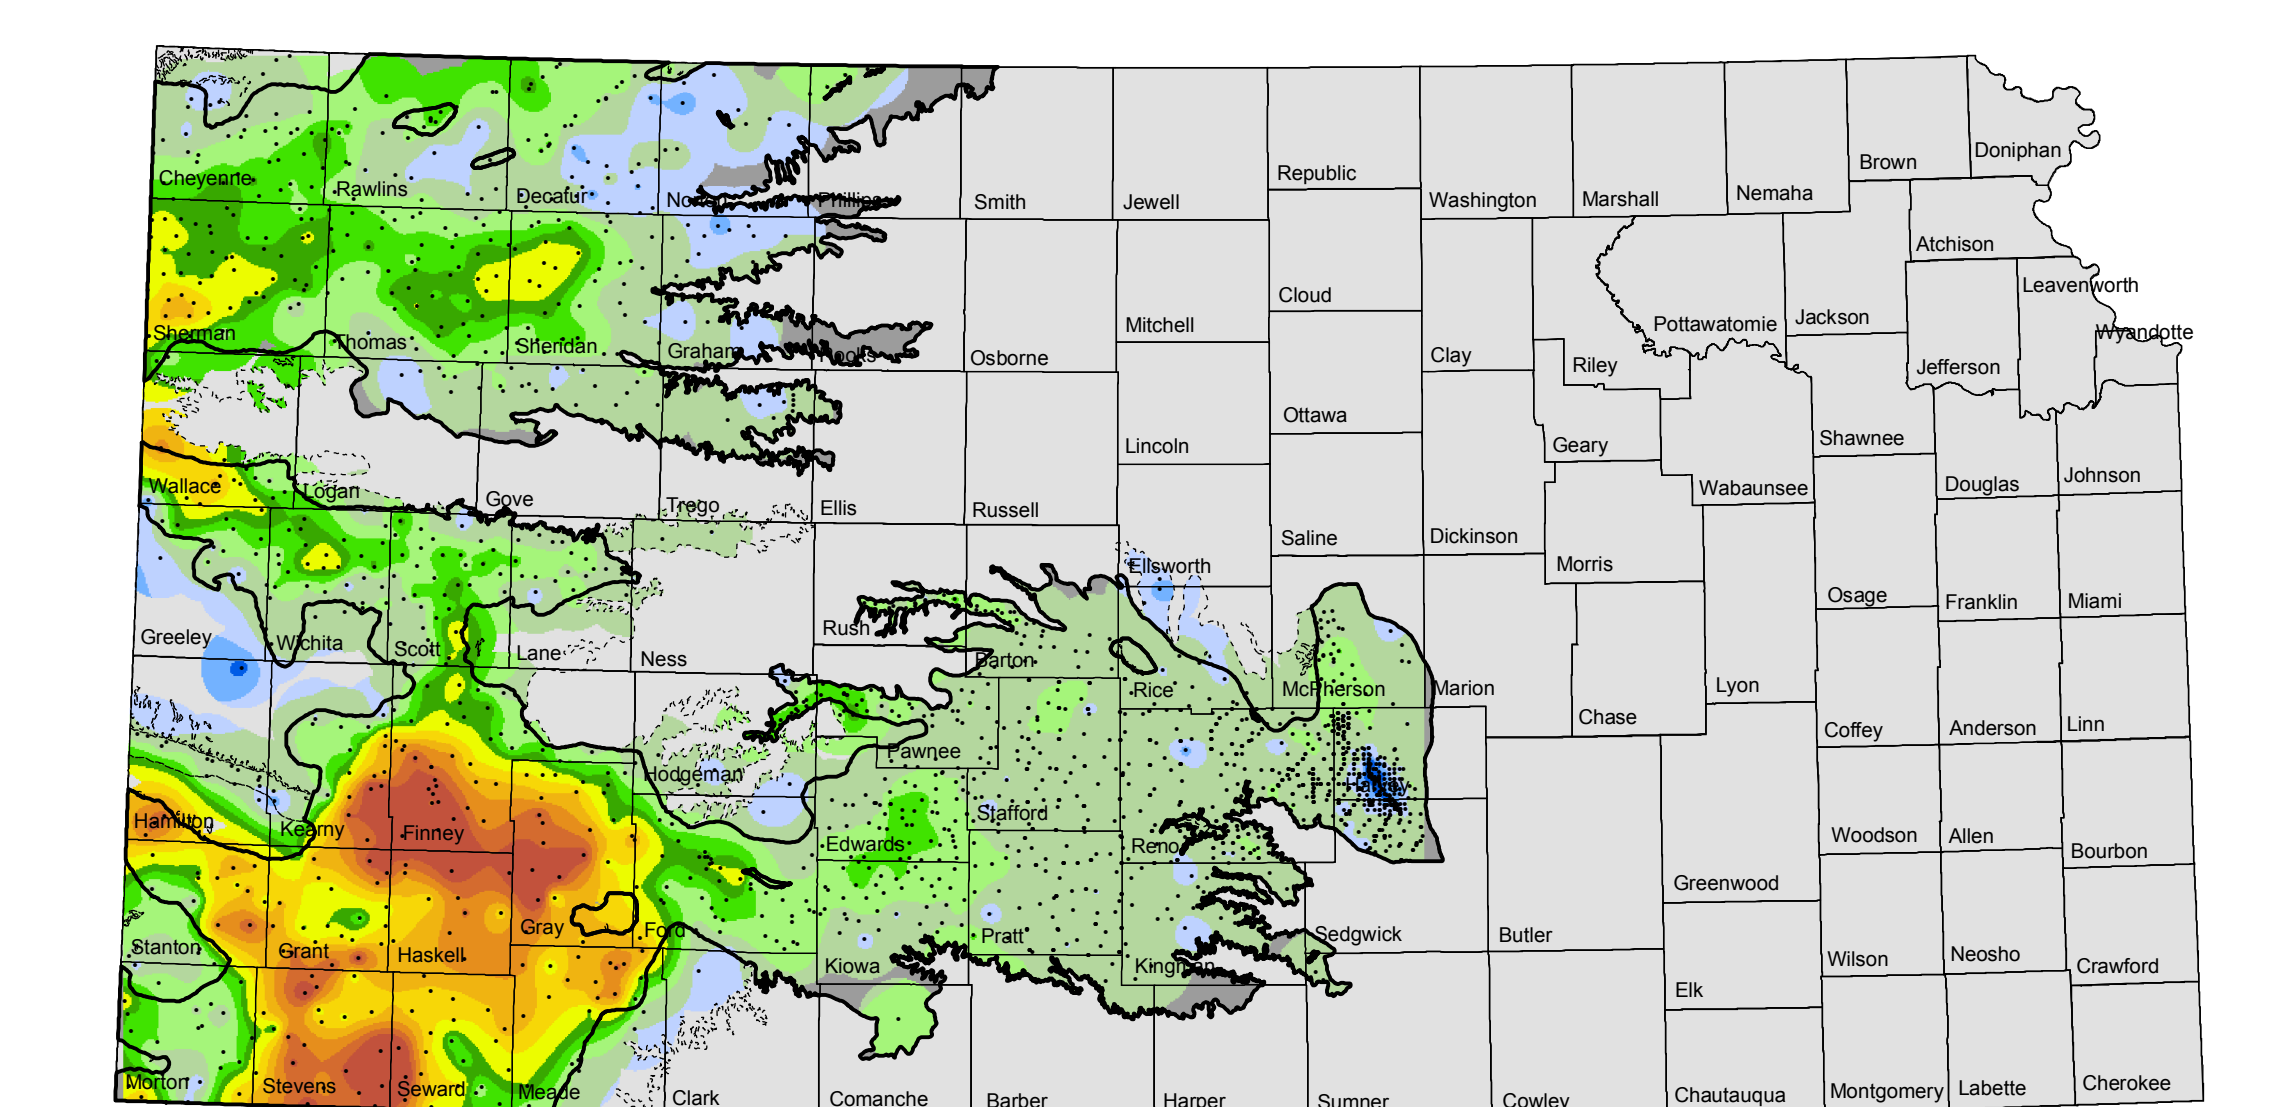 Cheyenne
Rawlins
Decatur
Norton
Phillips
Smith
Jewell
Republic
Washington
Marshall
Nemaha
Brown
Doniphan
Atchison
Sherman
Thomas
Sheridan
Graham
Rooks
Osborne
Mitchell
Cloud
Clay
Riley
Pottawatomie
Jackson
Jefferson
Leavenworth
Wyandotte
Wallace
Logan
Gove
Trego
Ellis
Russell
Lincoln
Ottawa
Saline
Dickinson
Geary
Wabaunsee
Shawnee
Douglas
Johnson
Greeley
Wichita
Scott
Lane
Ness
Rush
Barton
Ellsworth
Rice
McPherson
Marion
Morris
Chase
Lyon
Osage
Franklin
Miami
Coffey
Anderson
Linn
Hamilton
Kearny
Finney
Hodgeman
Pawnee
Edwards
Stafford
Reno
Harvey
Greenwood
Woodson
Allen
Bourbon
Stanton
Grant
Haskell
Gray
Ford
Kiowa
Pratt
Kingman
Sedgwick
Butler
Elk
Wilson
Neosho
Crawford
Morton
Stevens
Seward
Meade
Clark
Comanche
Barber
Harper
Sumner
Cowley
Chautauqua
Montgomery
Labette
Cherokee